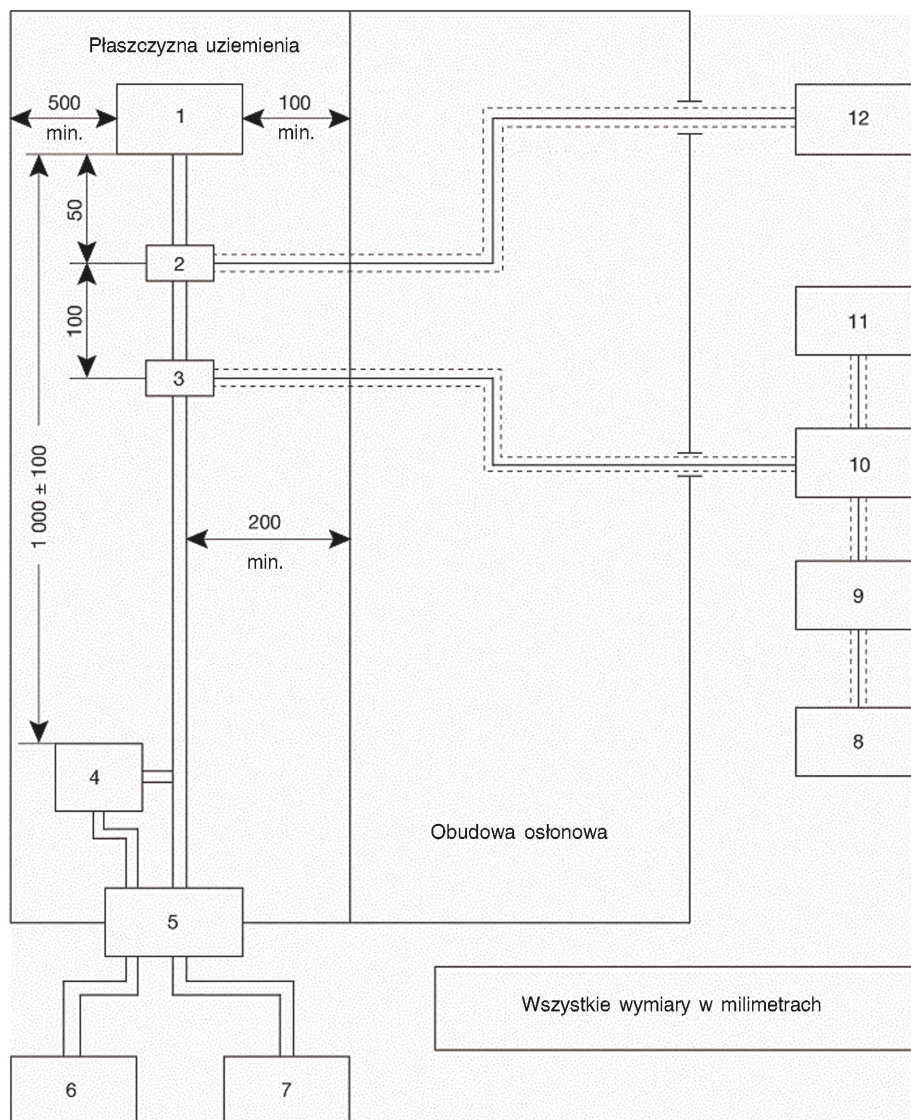 Płaszczyzna uziemienia
500
min.
1
100
min.
12
50
2
11
100
3
1 000 ± 100
10
200
min.
9
8
4
Obudowa osłonowa
5
Wszystkie wymiary w milimetrach
6
7